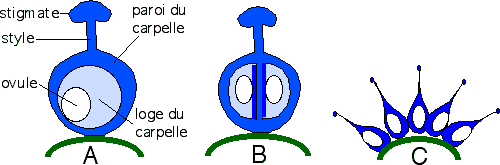 stigmate
style
paroi du
carpelle
ovule
loge du
carpelle
A
B
C